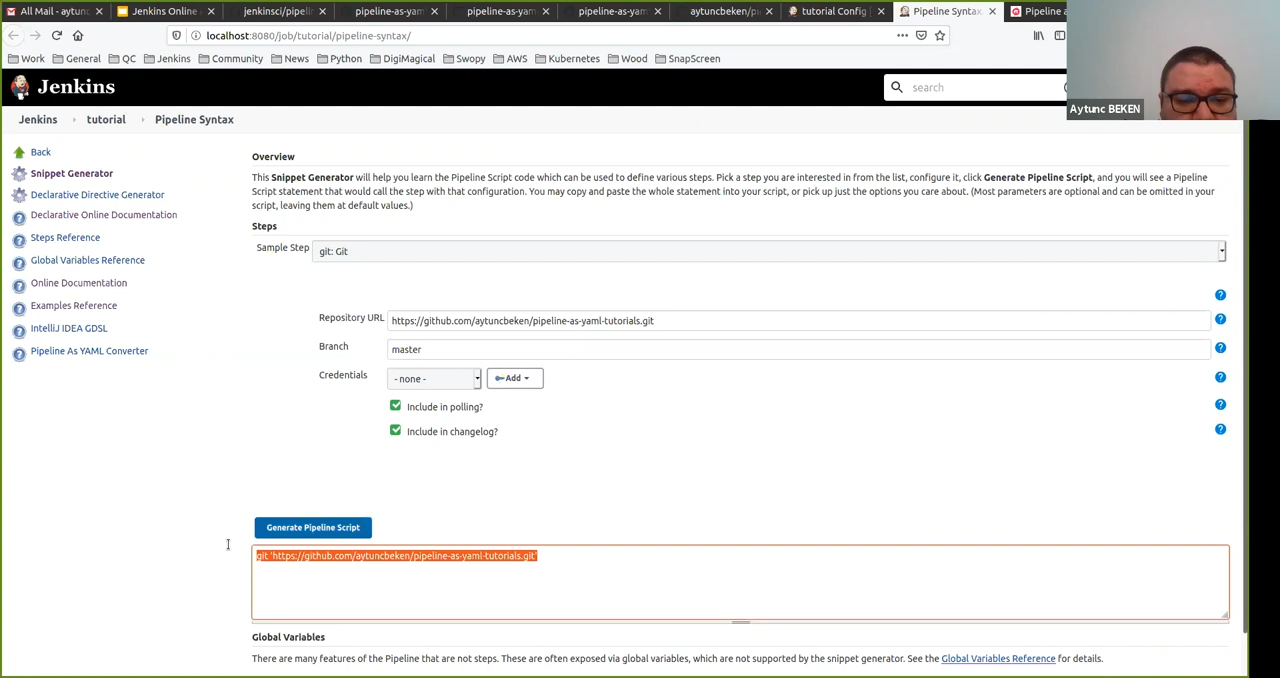 All Mail - aytunc
Jenkins Online
jenkinsci/pipeli
pipeline-as-yam
pipeline-as-yam
pipeline-as-yam
aytuncbeken/pi
tutorial Config
Pipeline Syntax
Pipeline a
localhost:8080/job/tutorial/pipeline-syntax/
Work General QC Jenkins Community News Python DigiMagical Swopy AWS Kubernetes Wood SnapScreen
Jenkins
search
Aytunc BEKEN
Jenkins tutorial Pipeline Syntax
Back
Snippet Generator
Declarative Directive Generator
Declarative Online Documentation
Steps Reference
Global Variables Reference
Online Documentation
Examples Reference
IntelliJ IDEA GDSL
Pipeline As YAML Converter
Overview
This Snippet Generator will help you learn the Pipeline Script code which can be used to define various steps. Pick a step you are interested in from the list, configure it, click Generate Pipeline Script, and you will see a Pipeline
Script statement that would call the step with that configuration. You may copy and paste the whole statement into your script, or pick up just the options you care about. (Most parameters are optional and can be omitted in your
script, leaving them at default values.)
Steps
Sample Step git: Git
Repository URL https://github.com/aytuncbeken/pipeline-as-yaml-tutorials.git
Branch master
Credentials - none - Add
Include in polling?
Include in changelog?
Generate Pipeline Script
git 'https://github.com/aytuncbeken/pipeline-as-yaml-tutorials.git'
Global Variables
There are many features of the Pipeline that are not steps. These are often exposed via global variables, which are not supported by the snippet generator. See the Global Variables Reference for details.